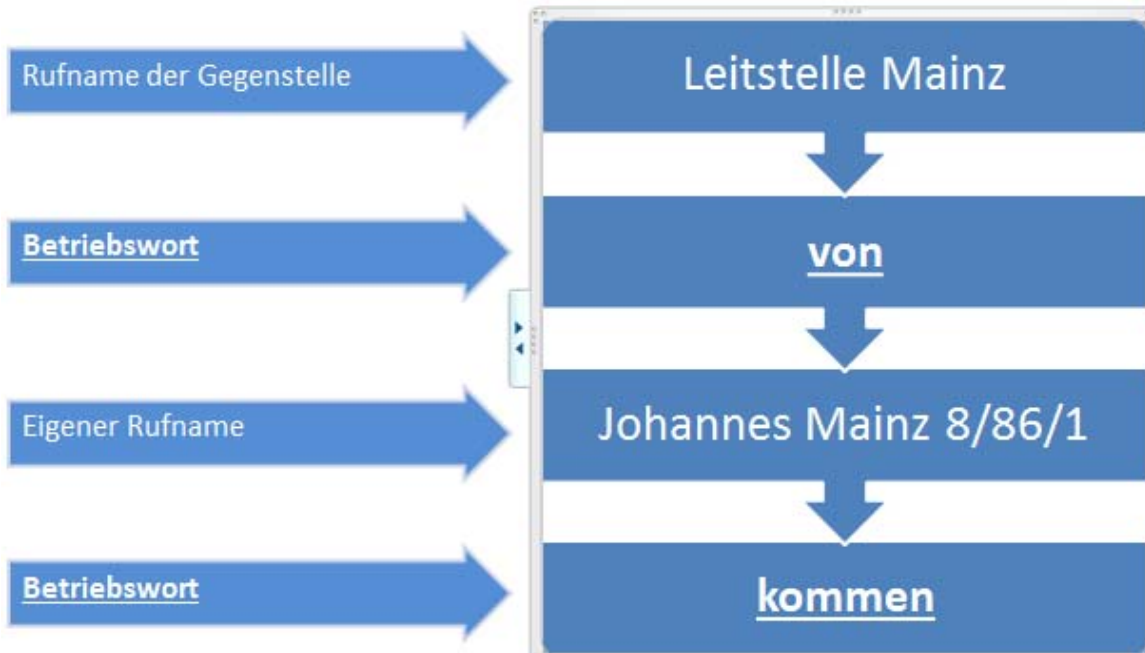 Rufname der Gegenstelle
Leitstelle Mainz
Betriebswort
von
Eigener Rufname
Johannes Mainz 8/86/1
Betriebswort
kommen